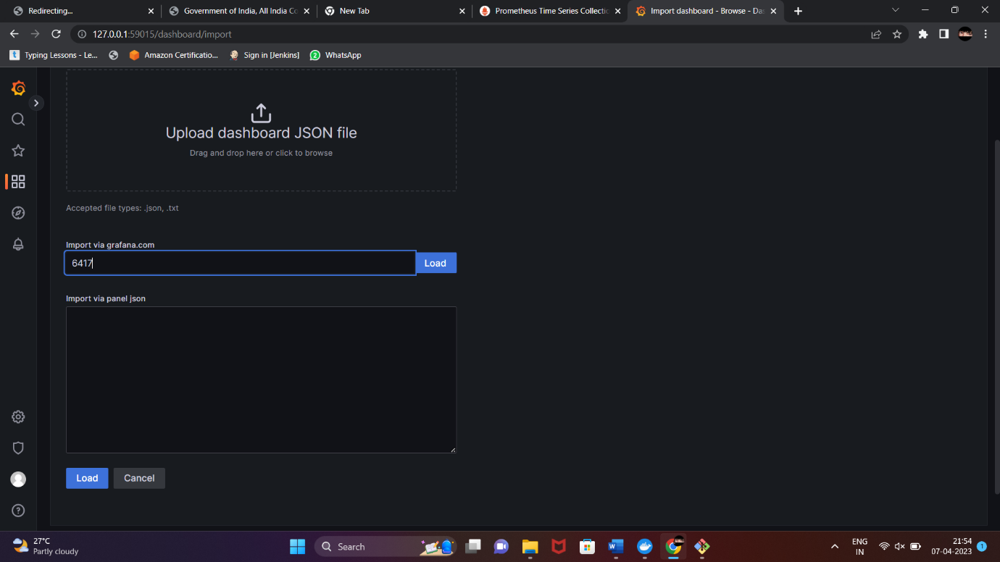 Redirecting...
Government of India, All India Co
New Tab
Prometheus Time Series Collectio
Import dashboard - Browse - Das
127.0.0.1:59015/dashboard/import
Typing Lessons - Le...
Amazon Certificatio...
Sign in [Jenkins]
2
WhatsApp
Upload dashboard JSON file
Drag and drop here or click to browse
Accepted file types: .json, .txt
Import via grafana.com
6417
Load
Import via panel json
Load
Cancel
27°C
Partly cloudy
Search
ENG
IN
21:54
07-04-2023
1